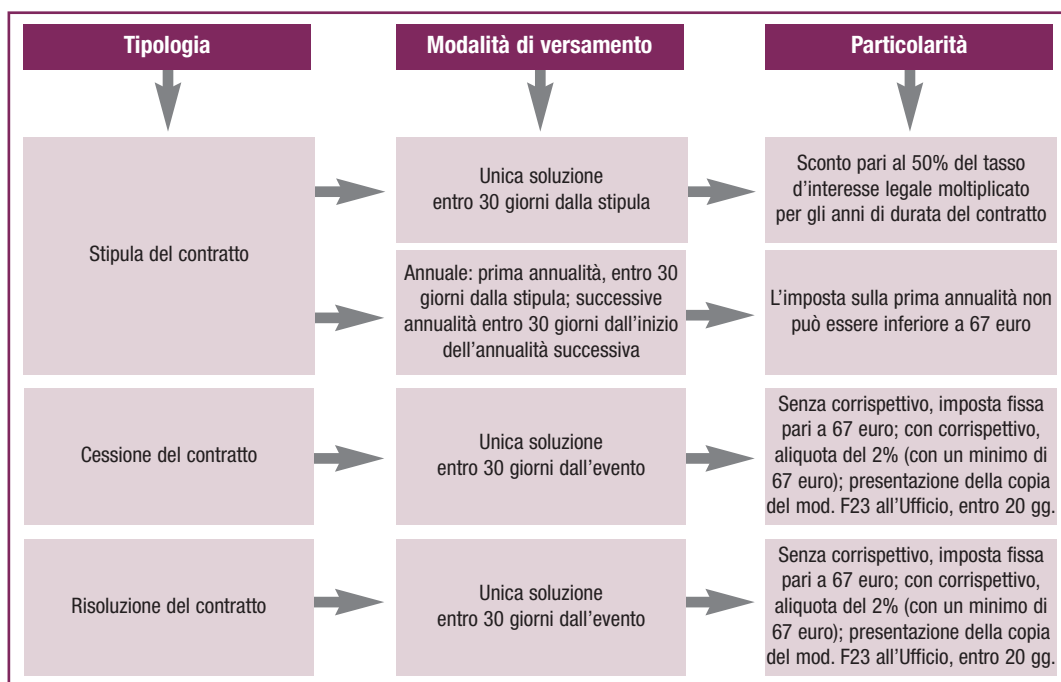 Tipologia
Modalità di versamento
Particolarità
Stipula del contratto
Unica soluzione
entro 30 giorni dalla stipula
Sconto pari al 50% del tasso
d’interesse legale moltiplicato
per gli anni di durata del contratto
Annuale: prima annualità, entro 30
giorni dalla stipula; successive
annualità entro 30 giorni dall’inizio
dell’annualità successiva
L’imposta sulla prima annualità non
può essere inferiore a 67 euro
Cessione del contratto
Unica soluzione
entro 30 giorni dall’evento
Senza corrispettivo, imposta fissa
pari a 67 euro; con corrispettivo,
aliquota del 2% (con un minimo di
67 euro); presentazione della copia
del mod. F23 all’Ufficio, entro 20 gg.
Risoluzione del contratto
Unica soluzione
entro 30 giorni dall’evento
Senza corrispettivo, imposta fissa
pari a 67 euro; con corrispettivo,
aliquota del 2% (con un minimo di
67 euro); presentazione della copia
del mod. F23 all’Ufficio, entro 20 gg.